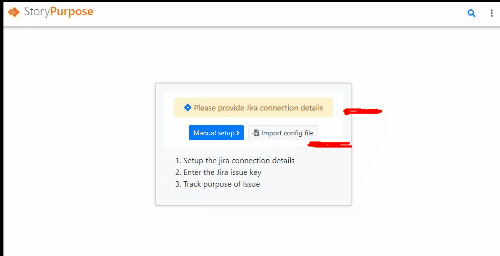 StoryPurpose
Please provide Jira connection details
Manual setup
Import config file
1. Setup the jira connection details
2. Enter the Jira issue key
3. Track purpose of issue